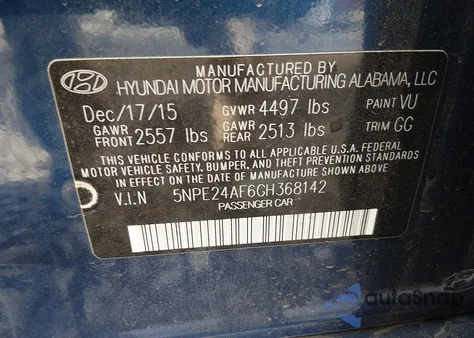 MANUFACTURED BY
HYUNDAI MOTOR MANUFACTURING ALABAMA, LLC
Dec/17/15 GVWR 4497 lbs PAINT VU
GAWR FRONT 2557 lbs GAWR REAR 2513 lbs TRIM GG
THIS VEHICLE CONFORMS TO ALL APPLICABLE FEDERAL
MOTOR VEHICLE SAFETY, BUMPER, AND THEFT PREVENTION
STANDARDS IN EFFECT ON THE DATE OF MANUFACTURE SHOWN ABOVE.
V.I.N 5NPE24AF6GH368142
PASSENGER CAR
autoSnap